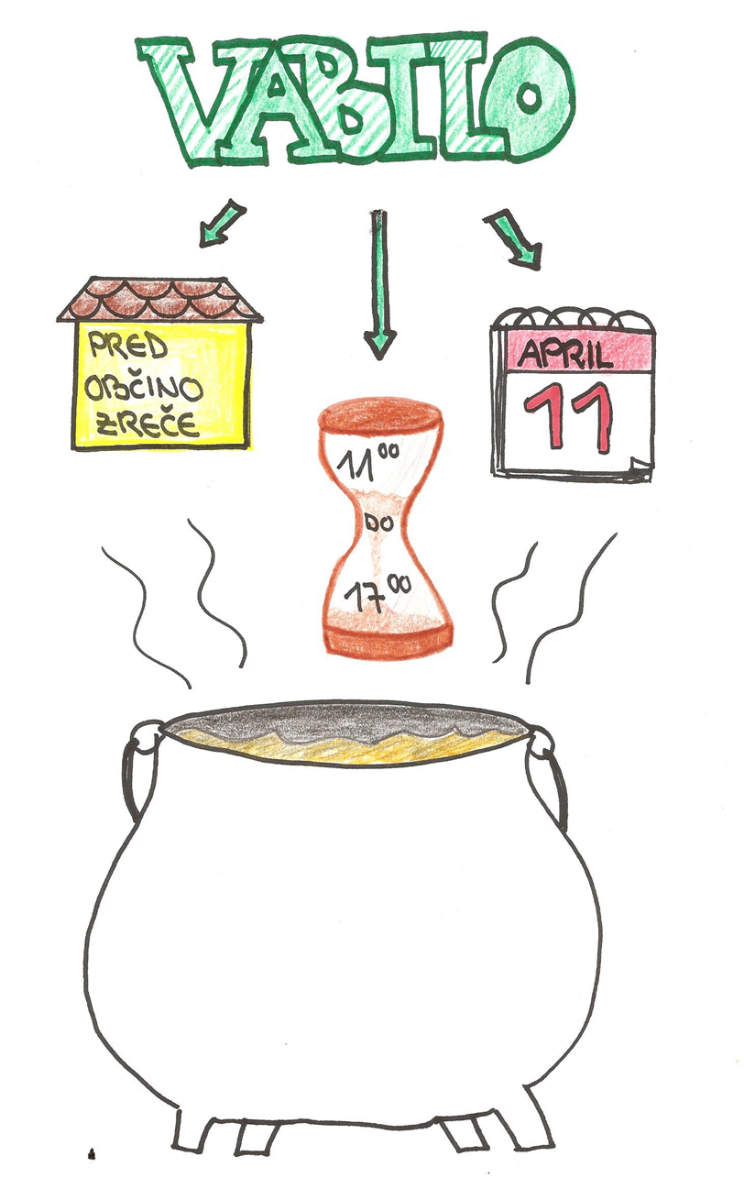 VABILO
PRED
OBČINO
ZREČE
11⁰⁰
DO
17⁰⁰
APRIL
11